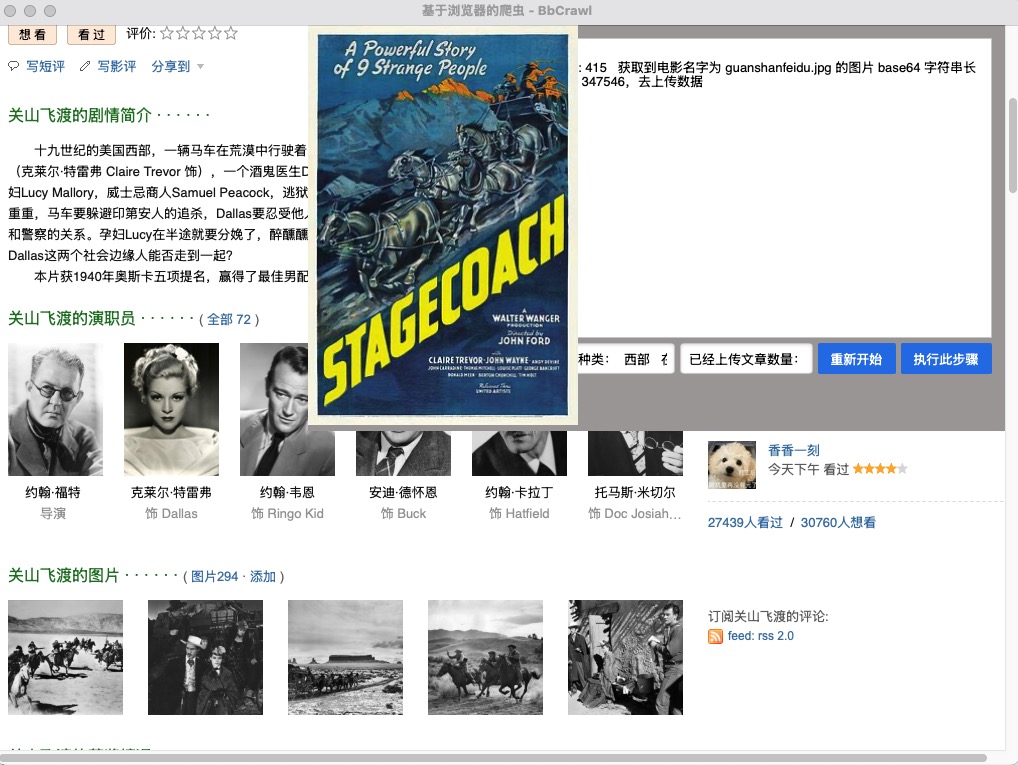 基于浏览器的爬虫 - BbCrawl
想看 看过 评价:
写短评 写影评 分享到
关山飞渡的剧情简介 · · · · · ·
十九世纪的美国西部，一辆马车在荒漠中行驶着
（克莱尔·特雷弗 Claire Trevor 饰），一个酒鬼医生D
妇Lucy Mallory，威士忌商人Samuel Peacock，逃狱
重重，马车要躲避印第安人的追杀，Dallas要忍受他
和警察的关系。孕妇Lucy在半途就要分娩了，醉醺醺
Dallas这两个社会边缘人能否走到一起?
本片获1940年奥斯卡五项提名，赢得了最佳男配
A Powerful Story
of 9 Strange People
STAGECOACH
A
WALTER WANGER
PRODUCTION
Directed by
JOHN FORD
with
CLAIRE TREVOR · JOHN WAYNE · ANDY DEVINE
JOHN CARRADINE · THOMAS MITCHELL · LOUISE PLATT · GEORGE BANCROFT
DONALD MEEK · BERTON CHURCHILL · TIM HOLT
Released thru
UNITED ARTISTS
: 415 获取到电影名字为 guanshanfeidu.jpg 的图片 base64 字符串长
347546，去上传数据
种类： 西部
已经上传文章数量：
重新开始
执行此步骤
关山飞渡的演职员 · · · · · · ( 全部 72 )
约翰·福特
导演
克莱尔·特雷弗
饰 Dallas
约翰·韦恩
饰 Ringo Kid
安迪·德怀恩
饰 Buck
约翰·卡拉丁
饰 Hatfield
托马斯·米切尔
饰 Doc Josiah…
香香一刻
今天下午 看过
27439人看过 / 30760人想看
关山飞渡的图片 · · · · · · ( 图片294 · 添加 )
订阅关山飞渡的评论:
feed: rss 2.0